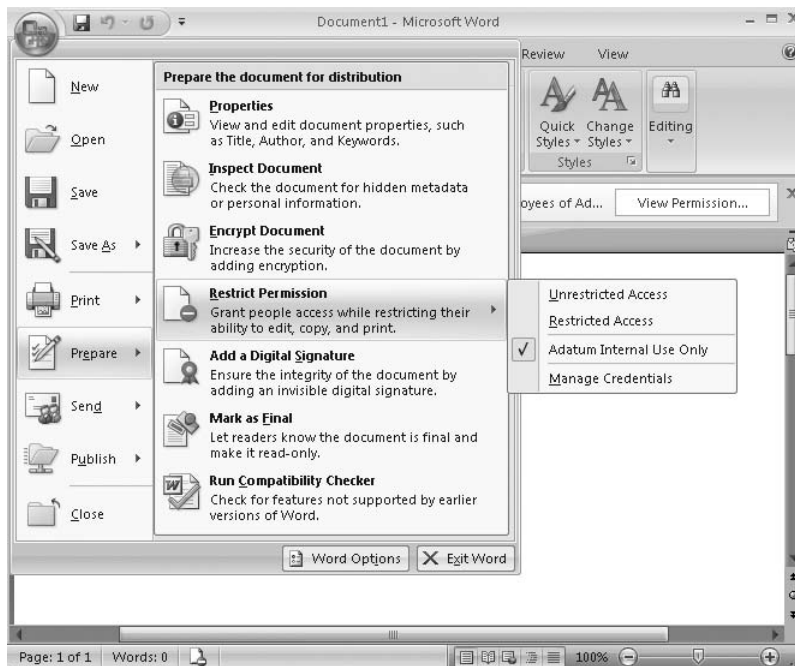 Document1 - Microsoft Word
Review View
New
Open
Save
Save As
Print
Prepare
Send
Publish
Close
Prepare the document for distribution
Properties
View and edit document properties, such
as Title, Author, and Keywords.
Inspect Document
Check the document for hidden metadata
or personal information.
Encrypt Document
Increase the security of the document by
adding encryption.
Restrict Permission
Grant people access while restricting their
ability to edit, copy, and print.
Add a Digital Signature
Ensure the integrity of the document by
adding an invisible digital signature.
Mark as Final
Let readers know the document is final and
make it read-only.
Run Compatibility Checker
Check for features not supported by earlier
versions of Word.
Word Options
Exit Word
Quick
Styles
Change
Styles
Editing
Styles
oyees of Ad...
View Permission...
Unrestricted Access
Restricted Access
Adatum Internal Use Only
Manage Credentials
Page: 1 of 1 Words: 0
100%